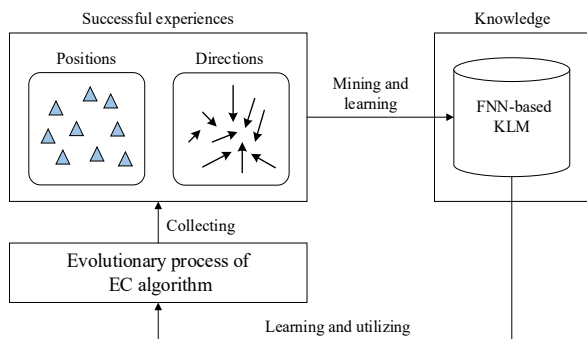 Successful experiences
Knowledge
Positions
Directions
Mining and
learning
FNN-based
KLM
Collecting
Evolutionary process of
EC algorithm
Learning and utilizing